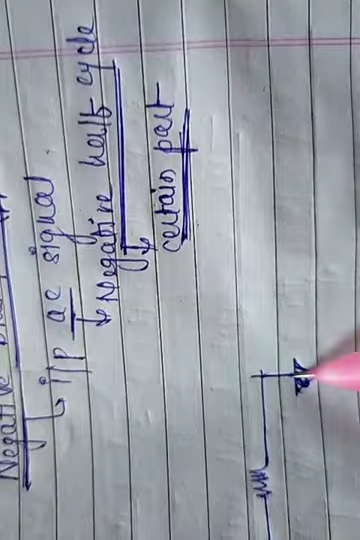 Negative
↳ i/p ac signal
↳ Negative half cycle
↳
certain part